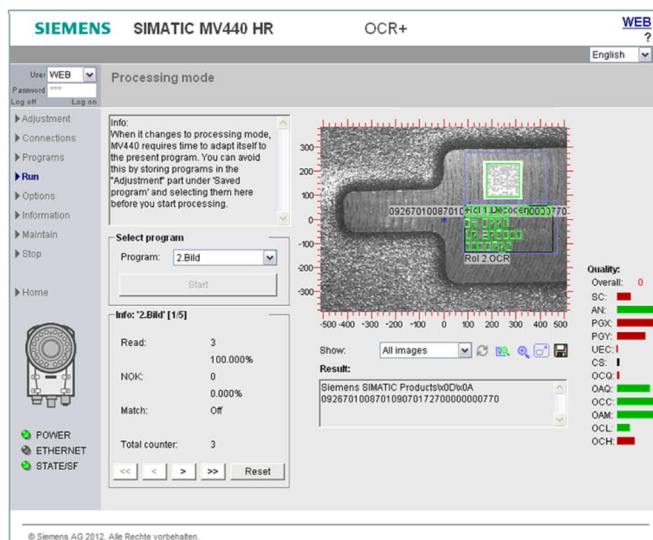 SIEMENS SIMATIC MV440 HR OCR+ WEB
?
English
User WEB
Password ***
Log off Log on
Processing mode
Adjustment
Connections
Programs
Run
Options
Information
Maintain
Stop
Home
POWER
ETHERNET
STATE/SF
Info:
When it changes to processing mode,
MV440 requires time to adapt itself to
the present program. You can avoid
this by storing programs in the
"Adjustment" part under 'Saved
program' and selecting them here
before you start processing.
Select program
Program: 2.Bild
Start
Info: '2.Bild' [1/5]
Read: 3
100.000%
NOK: 0
0.000%
Match: Off
Total counter: 3
<< < > >> Reset
300
200
100
0
-100
-200
-300
-500 -400 -300 -200 -100 0 100 200 300 400 500
RoI 2.OCR
Show: All images
Result:
Siemens SIMATIC Products\x0D\x0A
0926701008701090701727000000007​70
Quality:
Overall: 0
SC:
AN:
PGX:
PGY:
UEC:
CS:
OCQ:
OAQ:
OCC:
OAM:
OCL:
OCH:
© Siemens AG 2012. Alle Rechte vorbehalten.